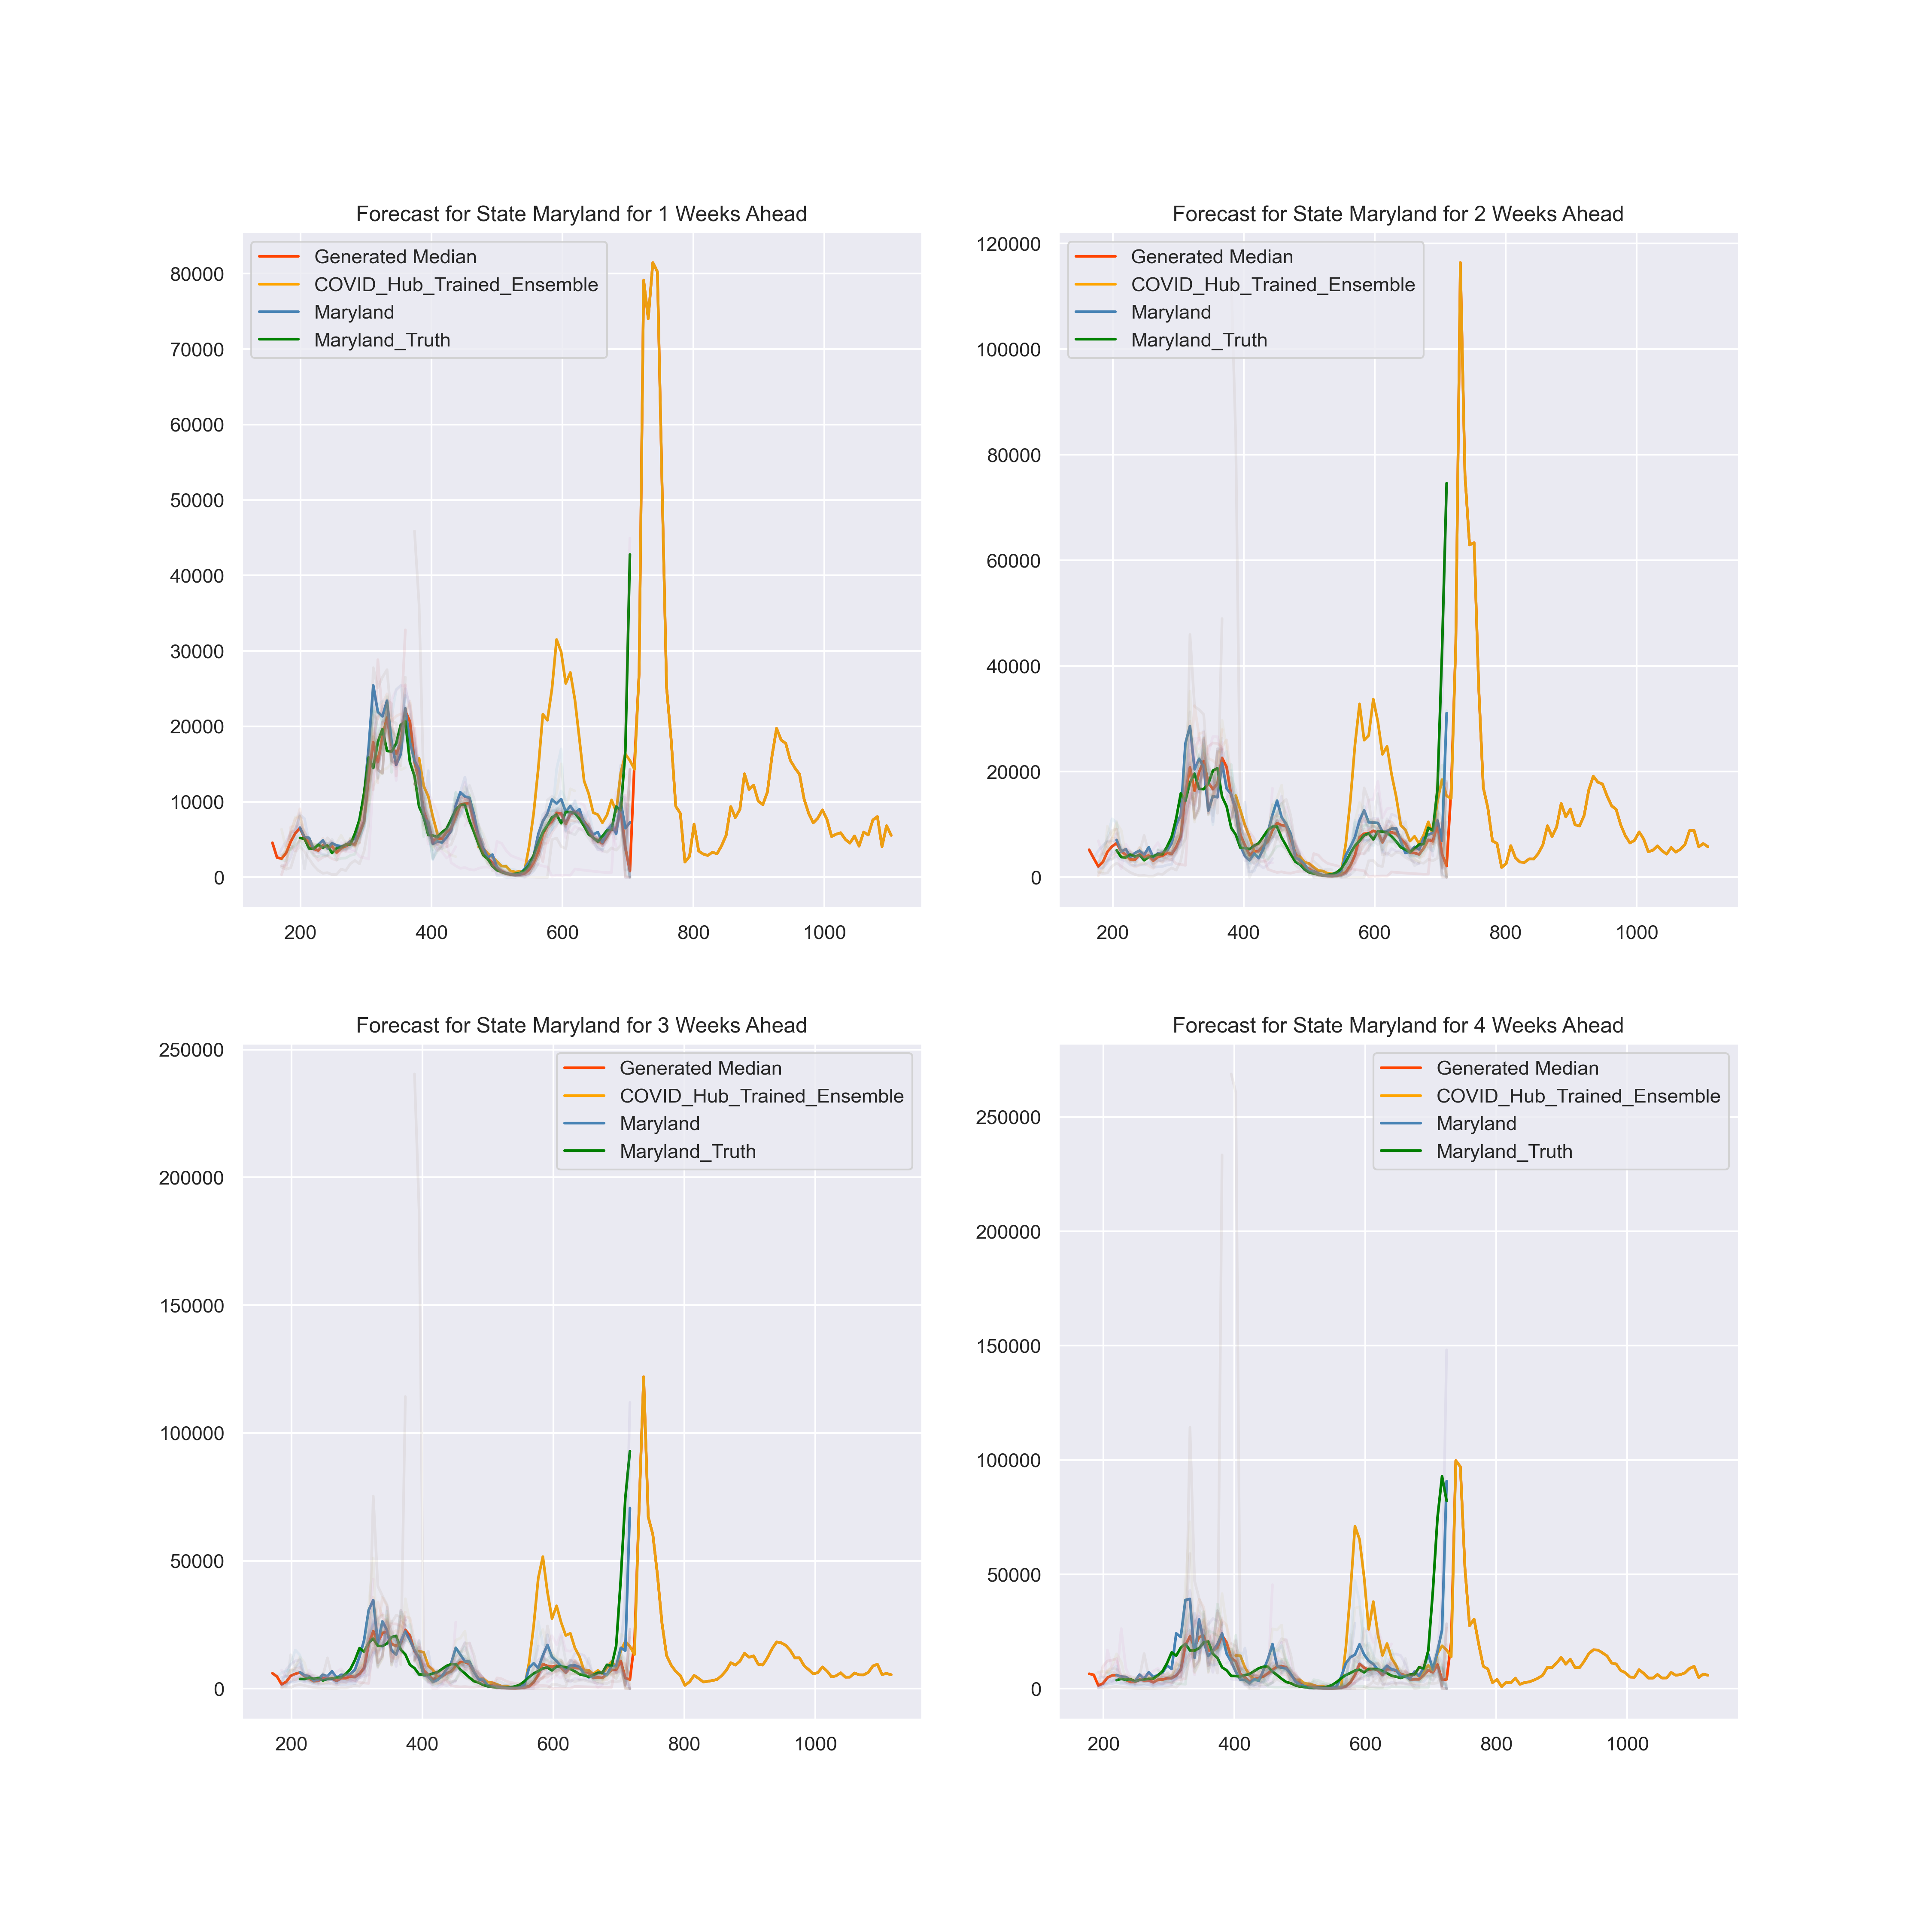 Forecast for State Maryland for 1 Weeks Ahead
Generated Median
COVID_Hub_Trained_Ensemble
Maryland
Maryland_Truth
80000
70000
60000
50000
40000
30000
20000
10000
0
200 400 600 800 1000
Forecast for State Maryland for 2 Weeks Ahead
Generated Median
COVID_Hub_Trained_Ensemble
Maryland
Maryland_Truth
120000
100000
80000
60000
40000
20000
0
200 400 600 800 1000
Forecast for State Maryland for 3 Weeks Ahead
Generated Median
COVID_Hub_Trained_Ensemble
Maryland
Maryland_Truth
250000
200000
150000
100000
50000
0
200 400 600 800 1000
Forecast for State Maryland for 4 Weeks Ahead
Generated Median
COVID_Hub_Trained_Ensemble
Maryland
Maryland_Truth
250000
200000
150000
100000
50000
0
200 400 600 800 1000